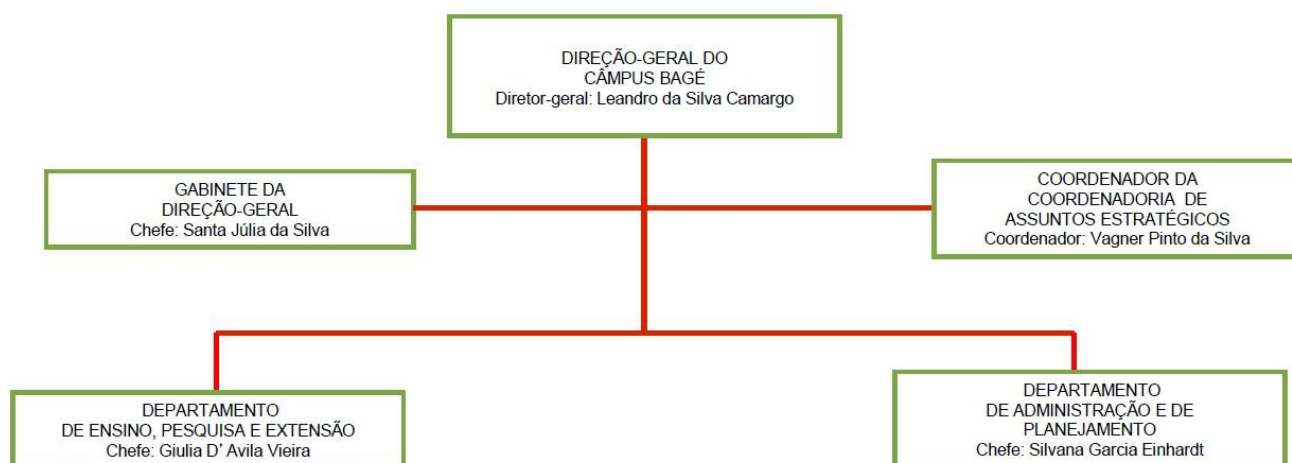 DIREÇÃO-GERAL DO
CÂMPUS BAGÉ
Diretor-geral: Leandro da Silva Camargo
GABINETE DA
DIREÇÃO-GERAL
Chefe: Santa Júlia da Silva
COORDENADOR DA
COORDENADORIA DE
ASSUNTOS ESTRATÉGICOS
Coordenador: Vagner Pinto da Silva
DEPARTAMENTO
DE ENSINO, PESQUISA E EXTENSÃO
Chefe: Giulia D' Avila Vieira
DEPARTAMENTO
DE ADMINISTRAÇÃO E DE
PLANEJAMENTO
Chefe: Silvana Garcia Einhardt